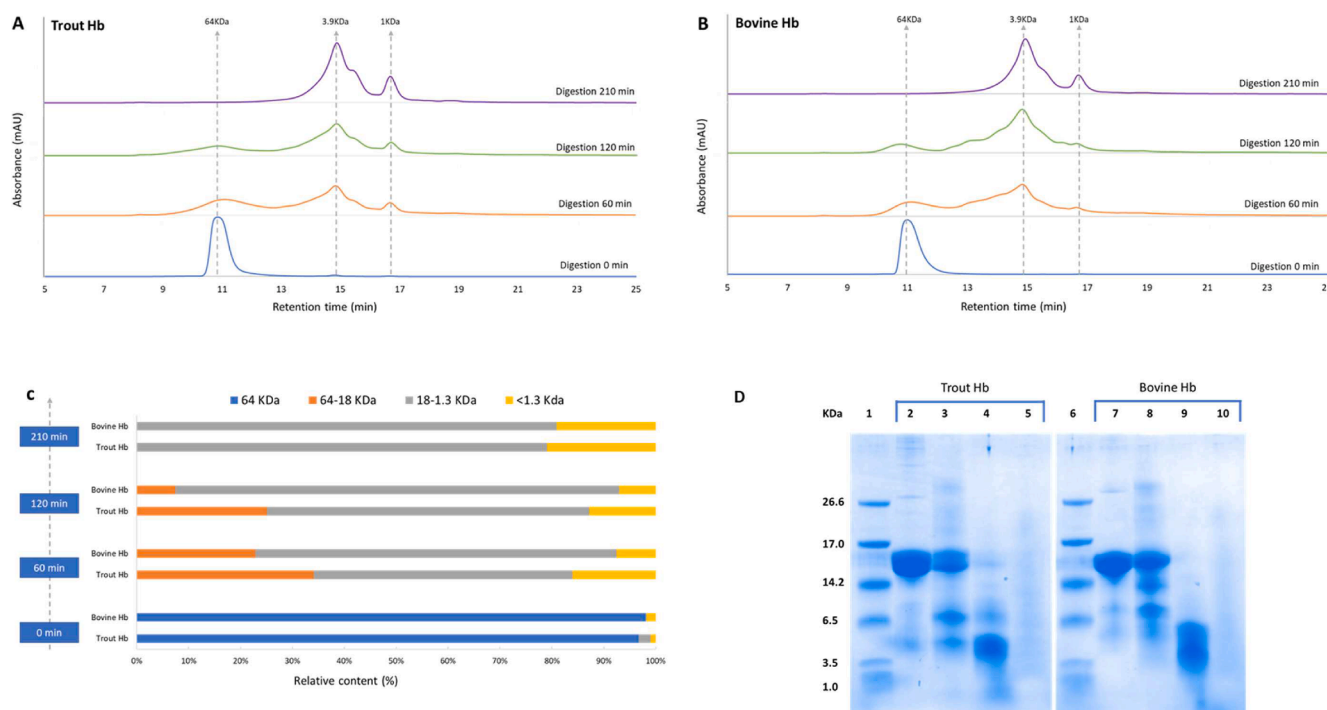 A Trout Hb
64KDa 3.9KDa 1KDa
Digestion 210 min
Digestion 120 min
Digestion 60 min
Digestion 0 min
Absorbance (mAU)
5 7 9 11 13 15 17 19 21 23 25
Retention time (min)
B Bovine Hb
64KDa 3.9KDa 1KDa
Digestion 210 min
Digestion 120 min
Digestion 60 min
Digestion 0 min
Absorbance (mAU)
5 7 9 11 13 15 17 19 21 23 25
Retention time (min)
c
64 KDa 64-18 KDa 18-1.3 KDa <1.3 Kda
210 min
Bovine Hb
Trout Hb
120 min
Bovine Hb
Trout Hb
60 min
Bovine Hb
Trout Hb
0 min
Bovine Hb
Trout Hb
0% 10% 20% 30% 40% 50% 60% 70% 80% 90% 100%
Relative content (%)
D
Trout Hb Bovine Hb
KDa 1 2 3 4 5 6 7 8 9 10
26.6
17.0
14.2
6.5
3.5
1.0